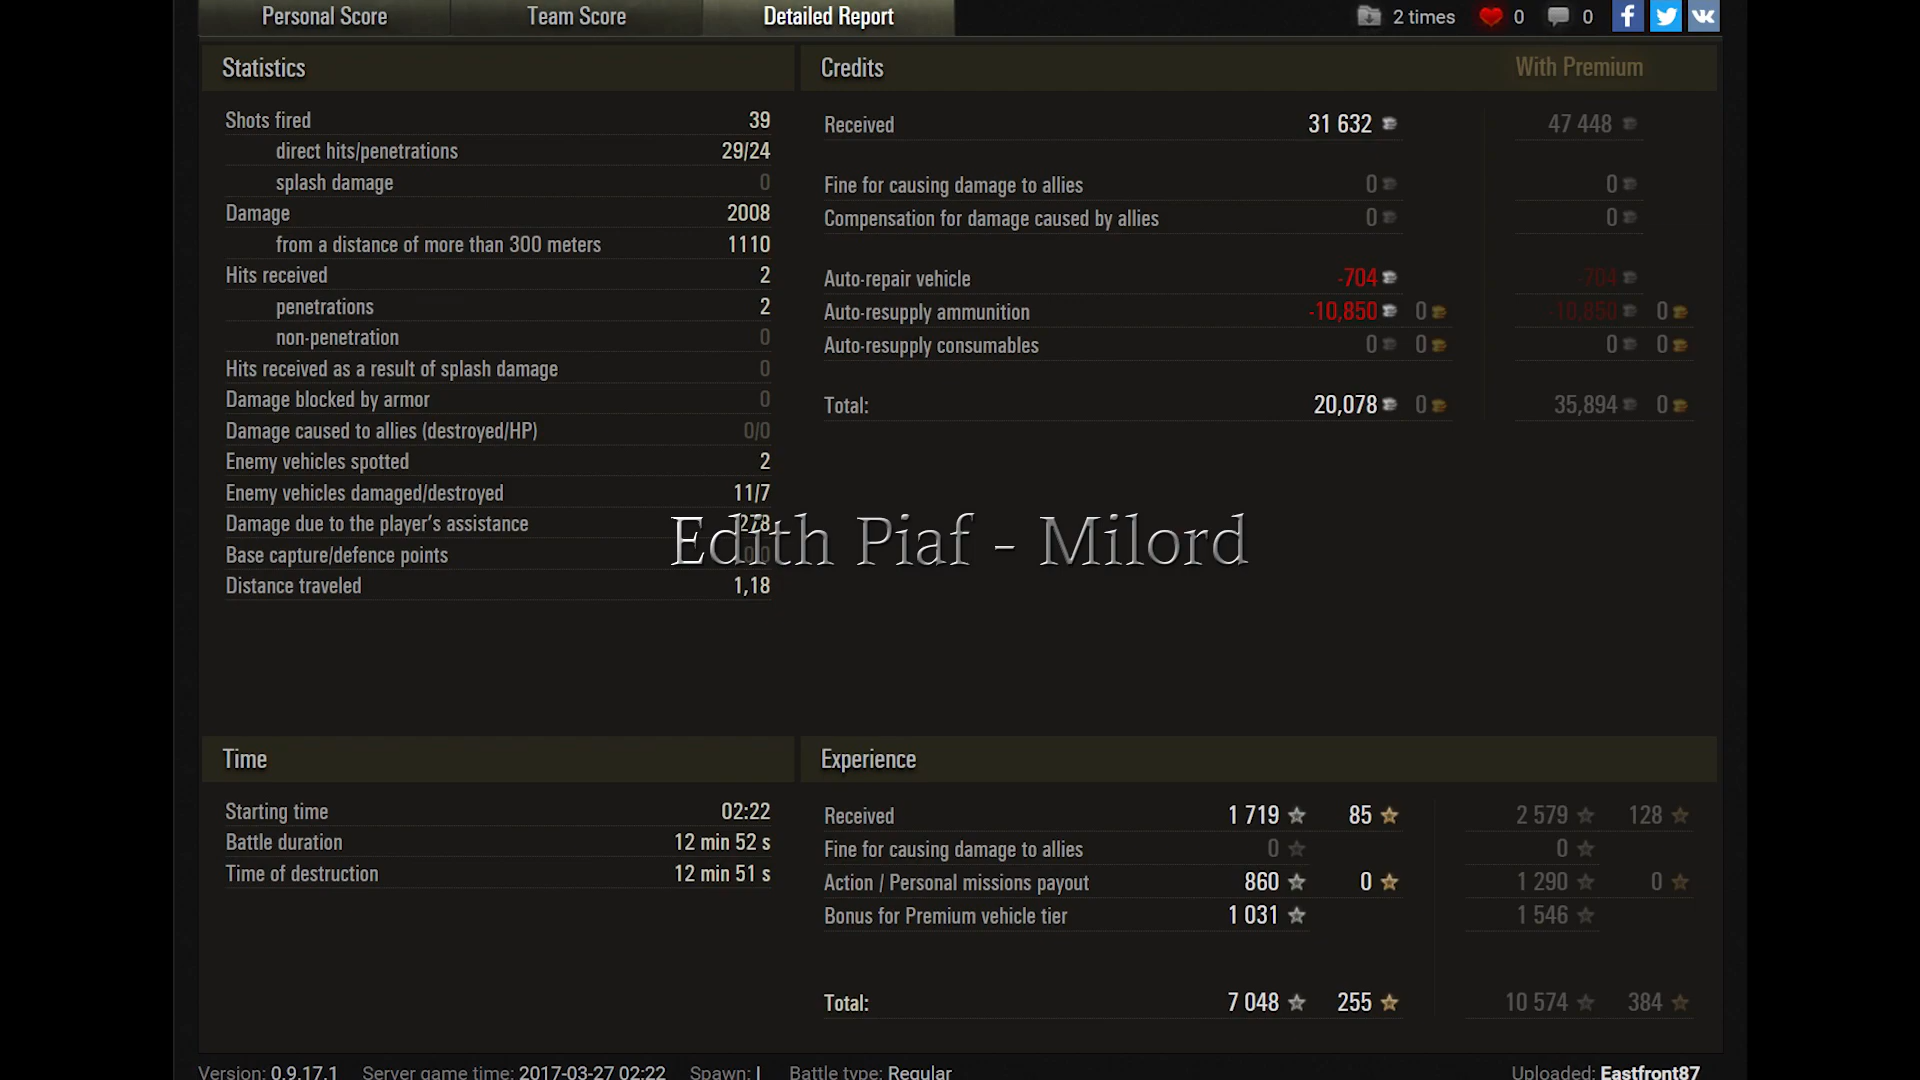 Personal Score Team Score Detailed Report 2 times 0 0
Statistics
Shots fired 39
direct hits/penetrations 29/24
splash damage 0
Damage 2008
from a distance of more than 300 meters 1110
Hits received 2
penetrations 2
non-penetration 0
Hits received as a result of splash damage 0
Damage blocked by armor 0
Damage caused to allies (destroyed/HP) 0/0
Enemy vehicles spotted 2
Enemy vehicles damaged/destroyed 11/7
Damage due to the player's assistance 278
Base capture/defence points
Distance traveled 1,18
Credits With Premium
Received 31 632 47 448
Fine for causing damage to allies 0 0
Compensation for damage caused by allies 0 0
Auto-repair vehicle -704 -704
Auto-resupply ammunition -10,850 0 -10,850 0
Auto-resupply consumables 0 0 0 0
Total: 20,078 0 35,894 0
Edith Piaf - Milord
Time
Starting time 02:22
Battle duration 12 min 52 s
Time of destruction 12 min 51 s
Experience
Received 1 719 85 2 579 128
Fine for causing damage to allies 0 0
Action / Personal missions payout 860 0 1 290 0
Bonus for Premium vehicle tier 1 031 1 546
Total: 7 048 255 10 574 384
Version: 0.9.17.1 Server game time: 2017-03-27 02:22 Spawn: I Battle type: Regular Uploaded: Eastfront87